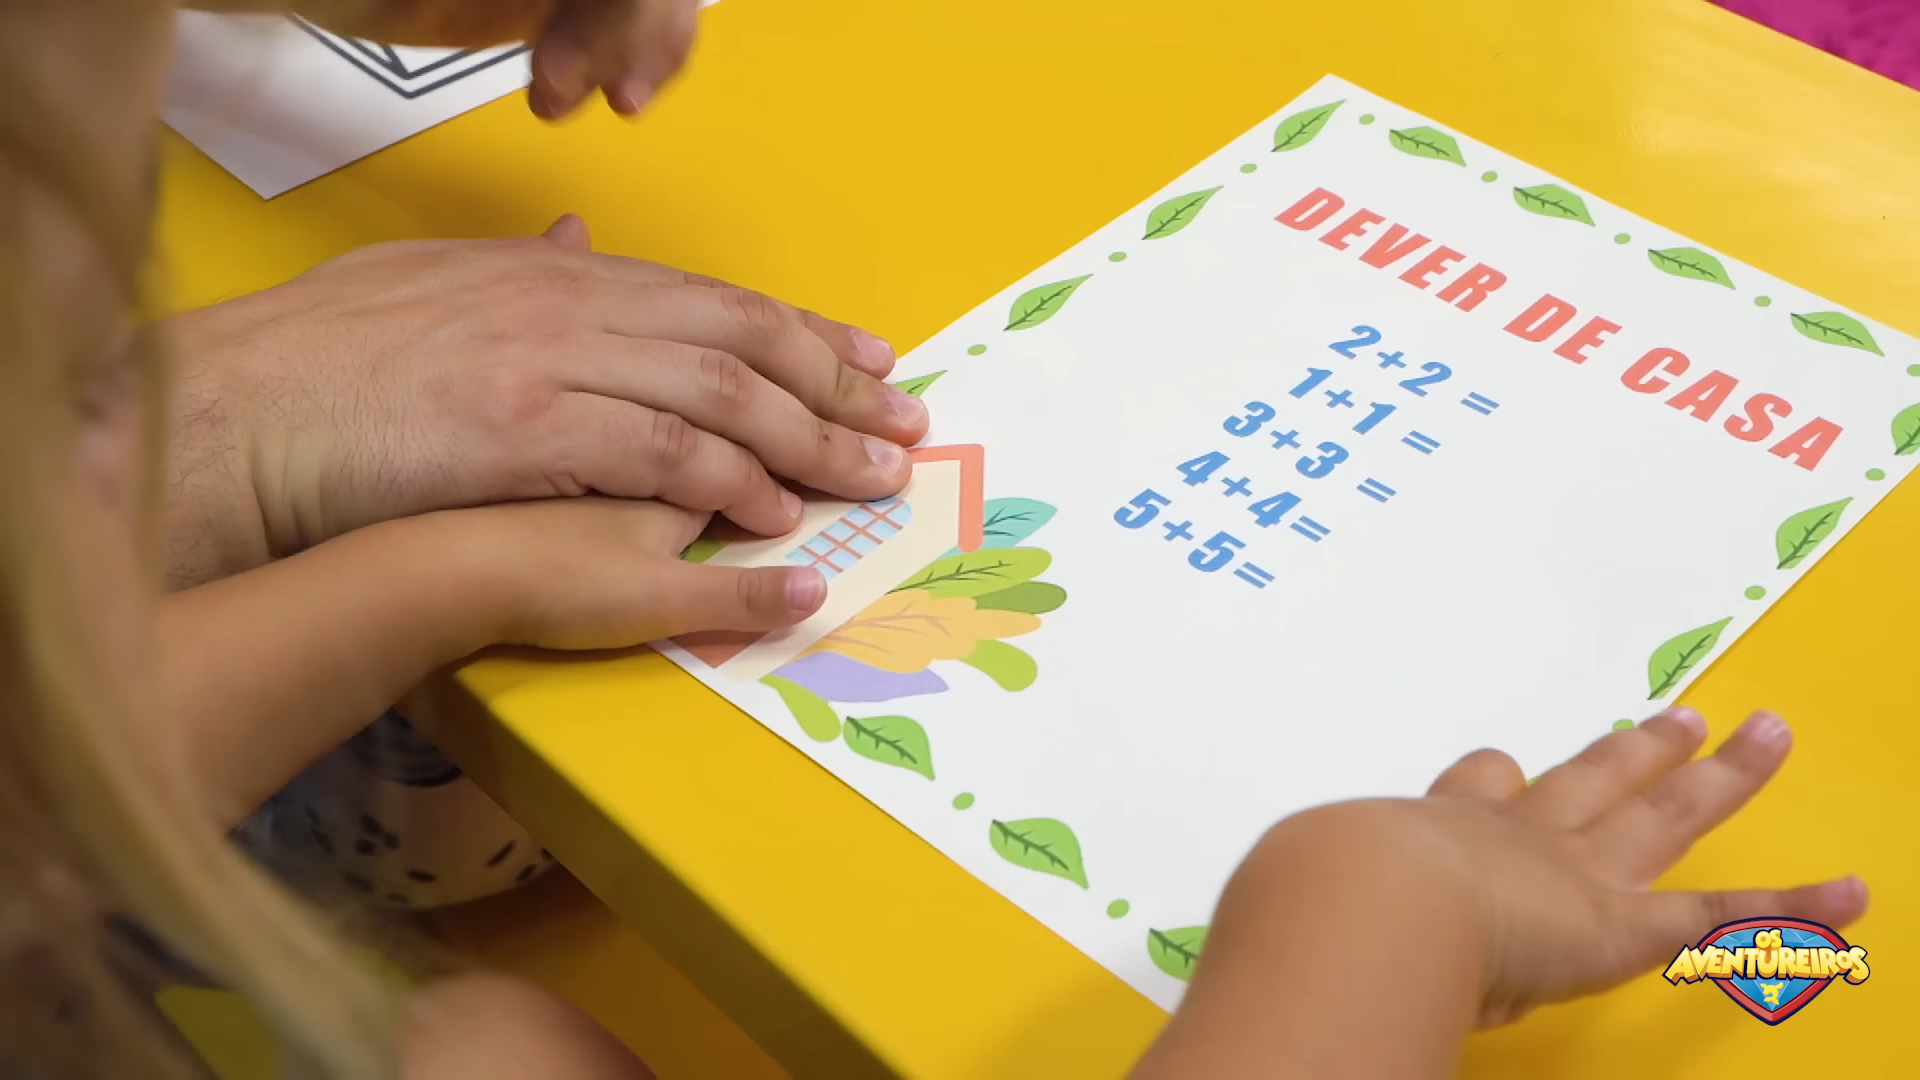 DEVER DE CASA
2+2 =
1+1 =
3+3 =
4+4=
5+5=
OS
AVENTUREIROS